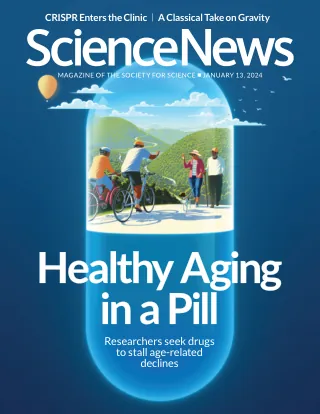 CRISPR Enters the Clinic | A Classical Take on Gravity
ScienceNews
MAGAZINE OF THE SOCIETY FOR SCIENCE ■ JANUARY 13, 2024
Healthy Aging
in a Pill
Researchers seek drugs
to stall age-related
declines